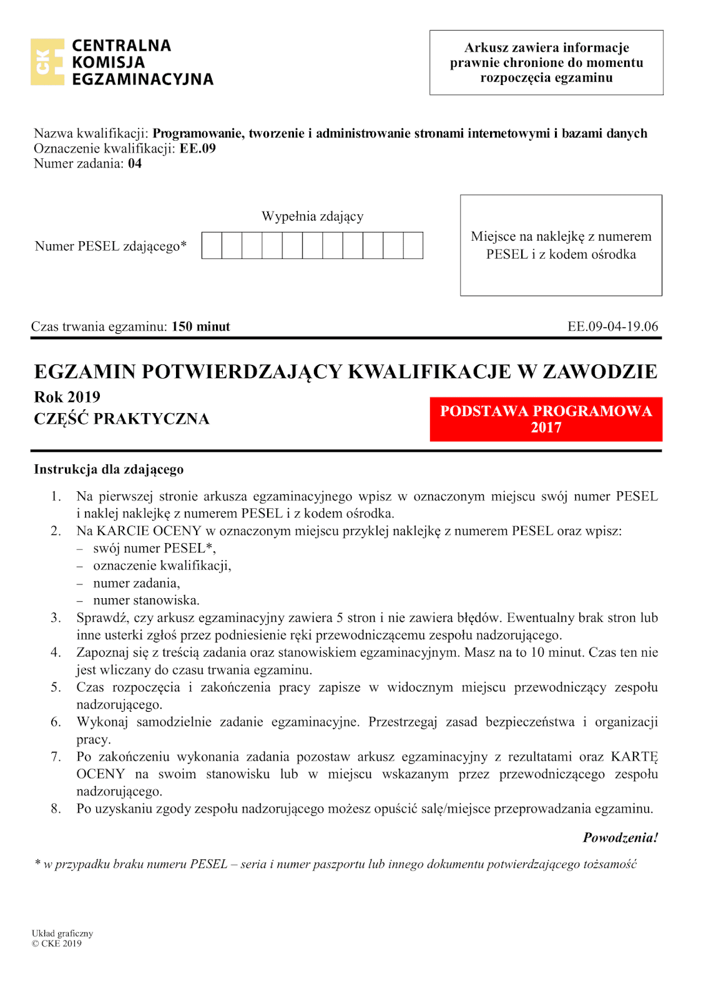 CKE
CENTRALNA
KOMISJA
EGZAMINACYJNA
Arkusz zawiera informacje
prawnie chronione do momentu
rozpoczęcia egzaminu
Nazwa kwalifikacji: Programowanie, tworzenie i administrowanie stronami internetowymi i bazami danych
Oznaczenie kwalifikacji: EE.09
Numer zadania: 04
Wypełnia zdający
Numer PESEL zdającego*
Miejsce na naklejkę z numerem
PESEL i z kodem ośrodka
Czas trwania egzaminu: 150 minut
EE.09-04-19.06
EGZAMIN POTWIERDZAJĄCY KWALIFIKACJE W ZAWODZIE
Rok 2019
CZĘŚĆ PRAKTYCZNA
PODSTAWA PROGRAMOWA
2017
Instrukcja dla zdającego
1. Na pierwszej stronie arkusza egzaminacyjnego wpisz w oznaczonym miejscu swój numer PESEL
i naklej naklejkę z numerem PESEL i z kodem ośrodka.
2. Na KARCIE OCENY w oznaczonym miejscu przyklej naklejkę z numerem PESEL oraz wpisz:
– swój numer PESEL*,
– oznaczenie kwalifikacji,
– numer zadania,
– numer stanowiska.
3. Sprawdź, czy arkusz egzaminacyjny zawiera 5 stron i nie zawiera błędów. Ewentualny brak stron lub
inne usterki zgłoś przez podniesienie ręki przewodniczącemu zespołu nadzorującego.
4. Zapoznaj się z treścią zadania oraz stanowiskiem egzaminacyjnym. Masz na to 10 minut. Czas ten nie
jest wliczany do czasu trwania egzaminu.
5. Czas rozpoczęcia i zakończenia pracy zapisze w widocznym miejscu przewodniczący zespołu
nadzorującego.
6. Wykonaj samodzielnie zadanie egzaminacyjne. Przestrzegaj zasad bezpieczeństwa i organizacji
pracy.
7. Po zakończeniu wykonania zadania pozostaw arkusz egzaminacyjny z rezultatami oraz KARTĘ
OCENY na swoim stanowisku lub w miejscu wskazanym przez przewodniczącego zespołu
nadzorującego.
8. Po uzyskaniu zgody zespołu nadzorującego możesz opuścić salę/miejsce przeprowadzania egzaminu.
Powodzenia!
* w przypadku braku numeru PESEL – seria i numer paszportu lub innego dokumentu potwierdzającego tożsamość
Układ graficzny
© CKE 2019